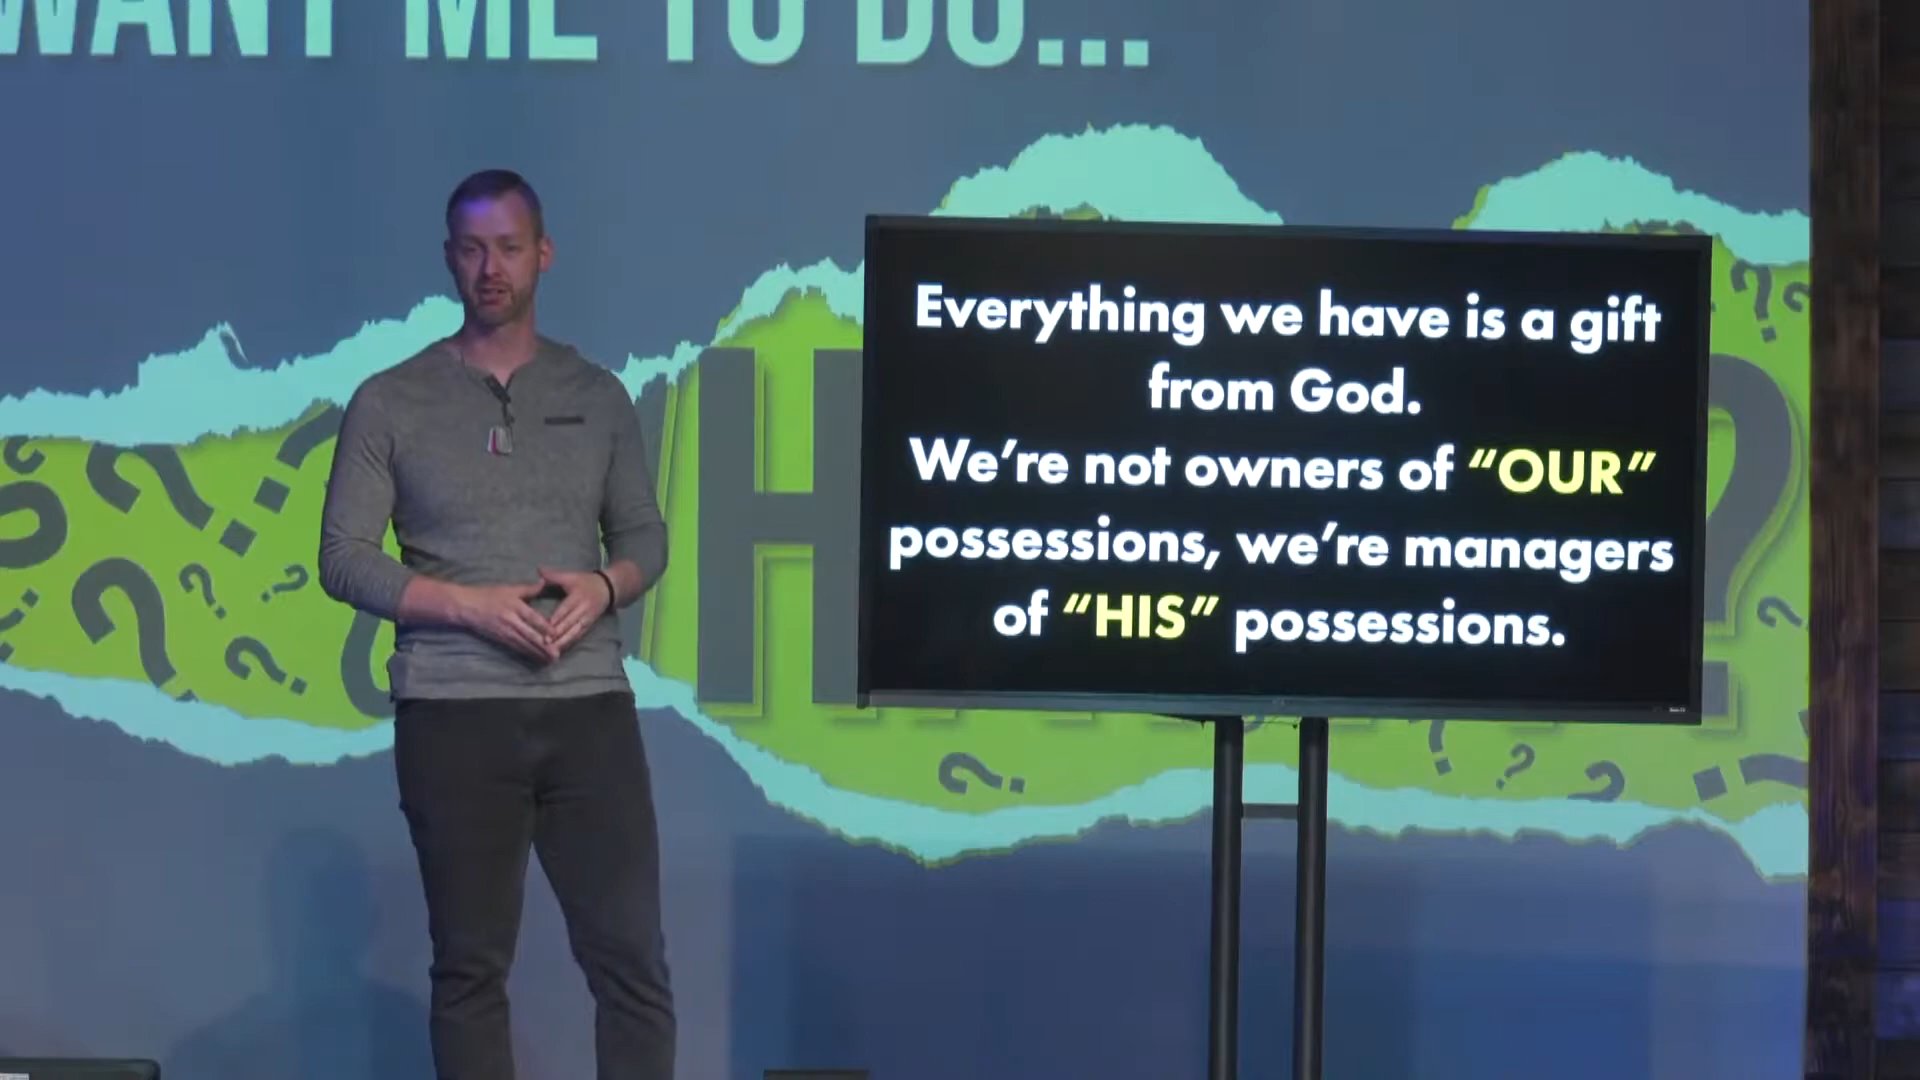 WANT ME TO DO...
Everything we have is a gift
from God.
We're not owners of “OUR”
possessions, we're managers
of “HIS” possessions.